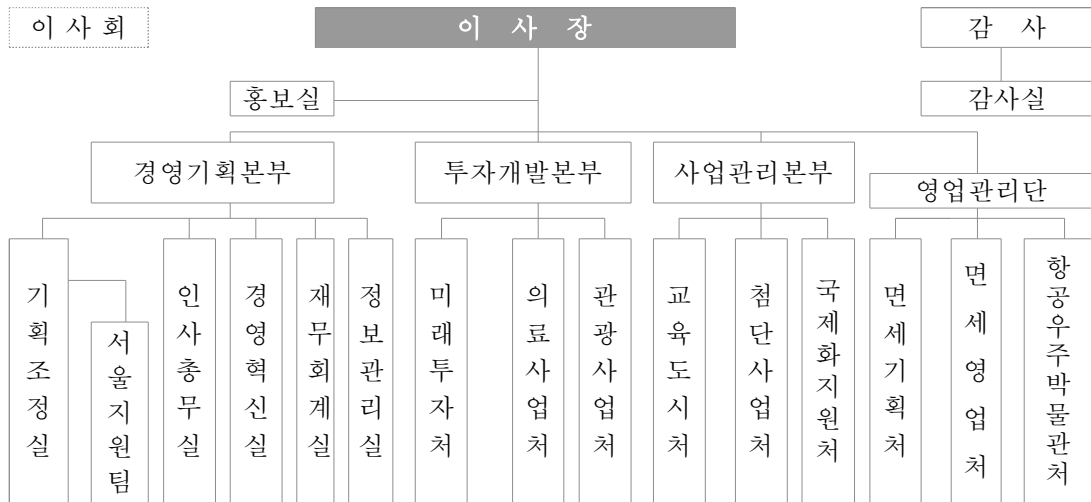 이 사 회
이 사 장
감 사
홍보실
감사실
경영기획본부
투자개발본부
사업관리본부
영업관리단
기획조정실
서울지원팀
인사총무실
경영혁신실
재무회계실
정보관리실
미래투자처
의료사업처
관광사업처
교육도시처
첨단사업처
국제화지원처
면세기획처
면세영업처
항공우주박물관처